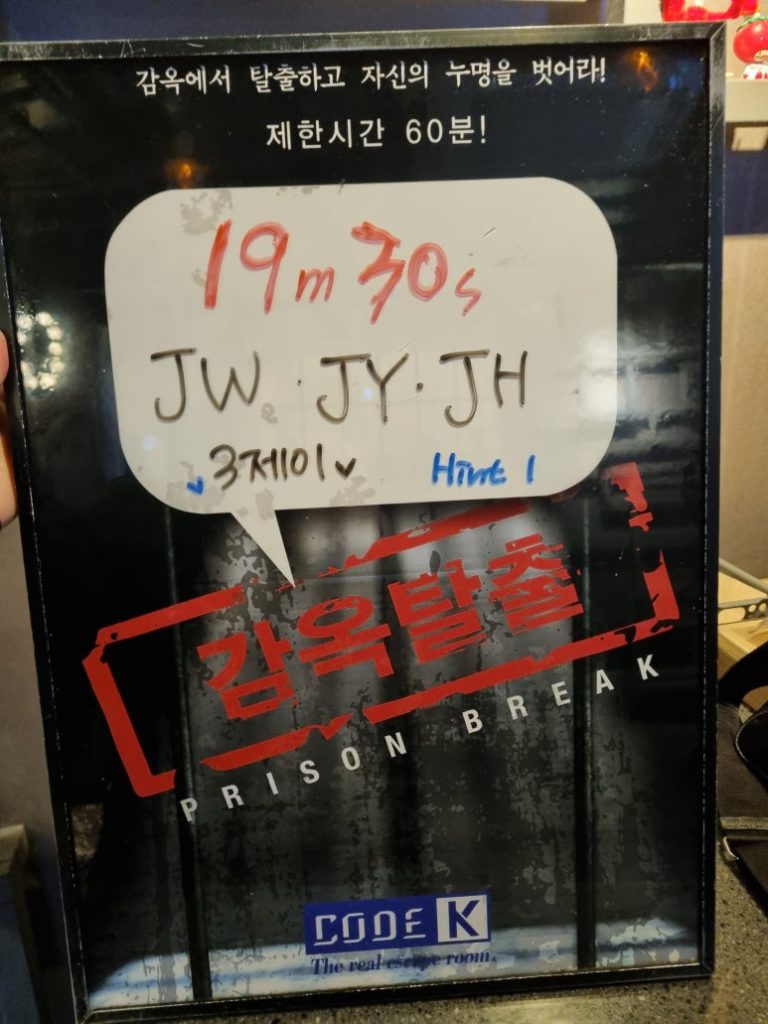 감옥에서 탈출하고 자신의 누명을 벗어라!
제한시간 60분!
19m 30s
JW · JY · JH
3제이
Hint 1
감옥탈출
PRISON BREAK
CODE K
The real escape room.